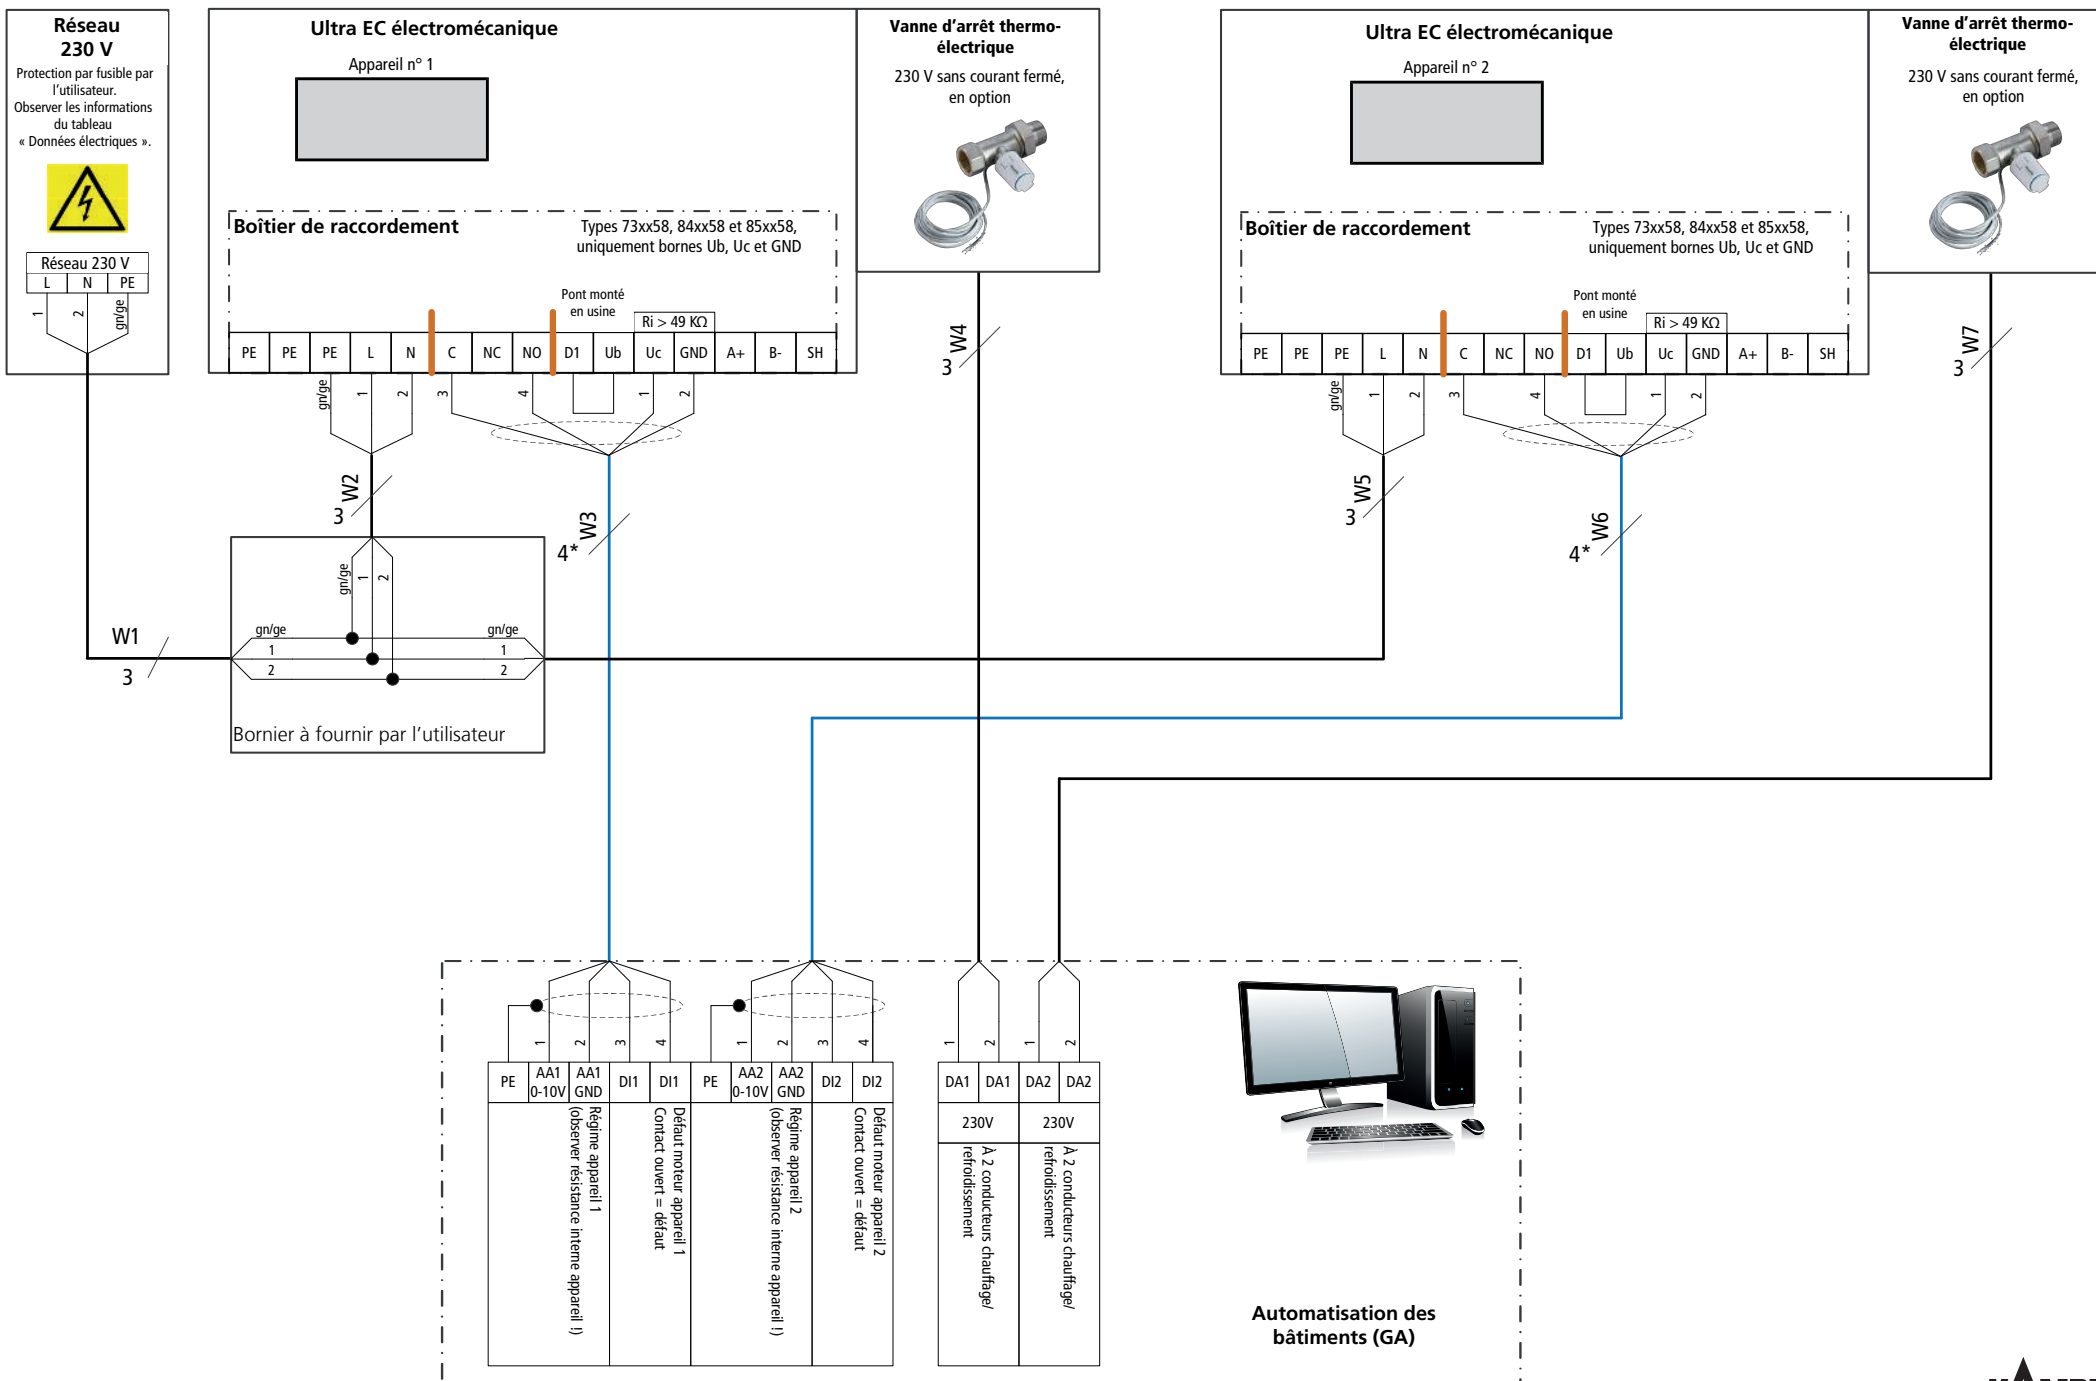 Réseau
230 V
Protection par fusible par
l'utilisateur.
Observer les informations
du tableau
« Données électriques ».
Réseau 230 V
L N PE
1 2 gn/ge
Ultra EC électromécanique
Appareil n° 1
Boîtier de raccordement
Types 73xx58, 84xx58 et 85xx58,
uniquement bornes Ub, Uc et GND
Pont monté
en usine
Ri > 49 KΩ
PE PE PE L N C NC NO D1 Ub Uc GND A+ B- SH
gn/ge 1 2 3 4 1 2
Vanne d'arrêt thermo-
électrique
230 V sans courant fermé,
en option
Ultra EC électromécanique
Appareil n° 2
Boîtier de raccordement
Types 73xx58, 84xx58 et 85xx58,
uniquement bornes Ub, Uc et GND
Pont monté
en usine
Ri > 49 KΩ
PE PE PE L N C NC NO D1 Ub Uc GND A+ B- SH
gn/ge 1 2 3 4 1 2
Vanne d'arrêt thermo-
électrique
230 V sans courant fermé,
en option
W4
3
W7
3
W2
3
W3
4*
W5
3
W6
4*
W1
3
gn/ge 1 2
gn/ge
1
2
gn/ge
1
2
Bornier à fournir par l'utilisateur
1 2 3 4 1 2 3 4 1 2 1 2
PE AA1 0-10V AA1 GND DI1 DI1 PE AA2 0-10V AA2 GND DI2 DI2
DA1 DA1 DA2 DA2
230V 230V
Régime appareil 1
(observer résistance interne appareil !)
Défaut moteur appareil 1
Contact ouvert = défaut
Régime appareil 2
(observer résistance interne appareil !)
Défaut moteur appareil 2
Contact ouvert = défaut
À 2 conducteurs chauffage/
refroidissement
À 2 conducteurs chauffage/
refroidissement
Automatisation des
bâtiments (GA)